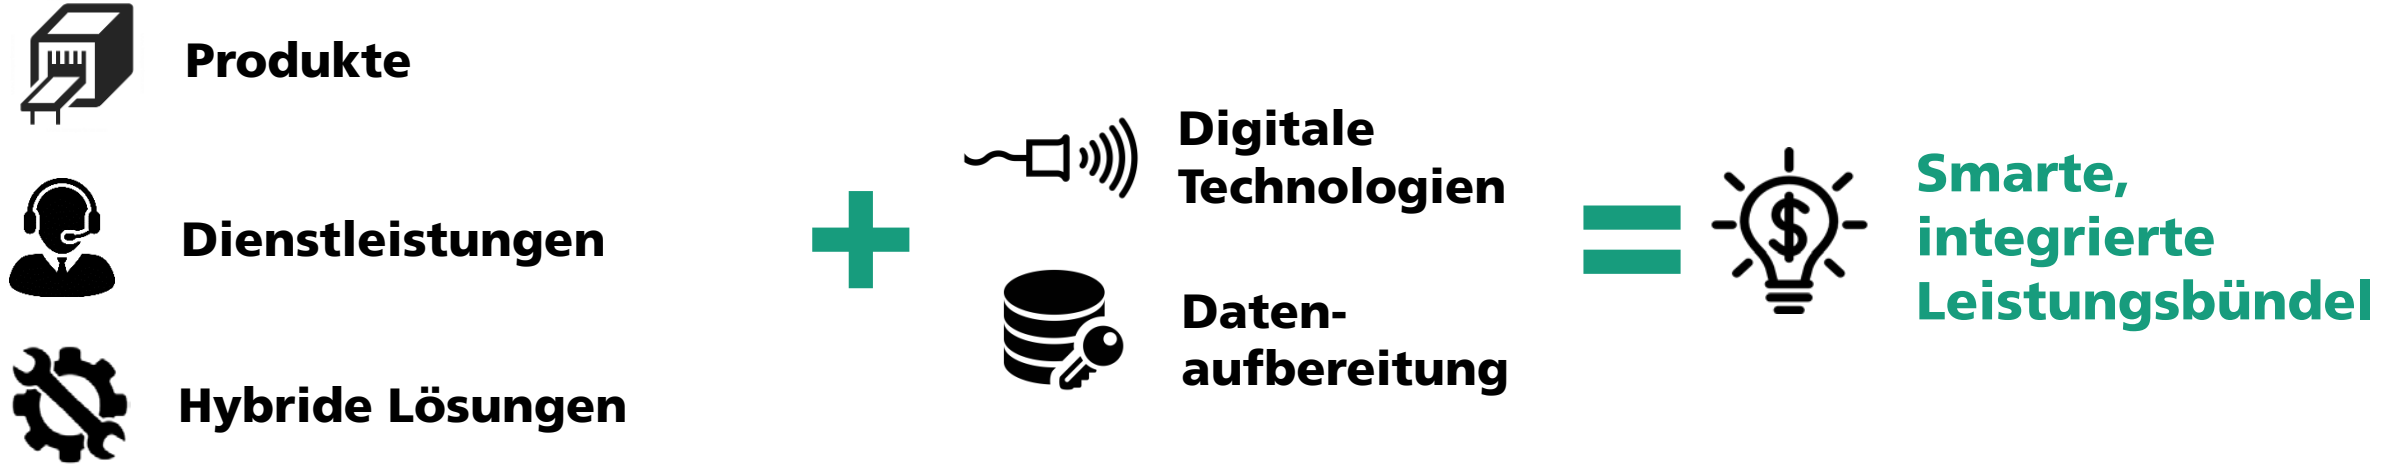 Produkte
Dienstleistungen
Hybride Lösungen
+
Digitale
Technologien
Daten-
aufbereitung
=
$
Smarte,
integrierte
Leistungsbündel